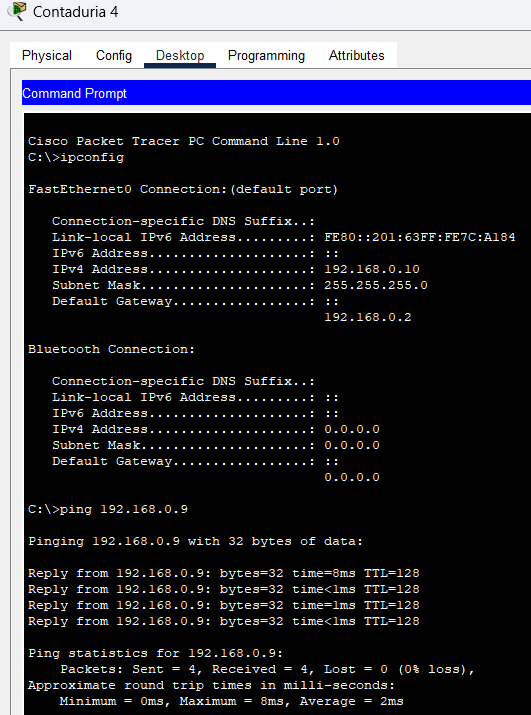 Contaduria 4
Physical Config Desktop Programming Attributes
Command Prompt
Cisco Packet Tracer PC Command Line 1.0
C:\>ipconfig
FastEthernet0 Connection:(default port)
Connection-specific DNS Suffix..:
Link-local IPv6 Address.........: FE80::201:63FF:FE7C:A184
IPv6 Address....................: ::
IPv4 Address....................: 192.168.0.10
Subnet Mask.....................: 255.255.255.0
Default Gateway.................: ::
192.168.0.2
Bluetooth Connection:
Connection-specific DNS Suffix..:
Link-local IPv6 Address.........: ::
IPv6 Address....................: ::
IPv4 Address....................: 0.0.0.0
Subnet Mask.....................: 0.0.0.0
Default Gateway.................: ::
0.0.0.0
C:\>ping 192.168.0.9
Pinging 192.168.0.9 with 32 bytes of data:
Reply from 192.168.0.9: bytes=32 time=8ms TTL=128
Reply from 192.168.0.9: bytes=32 time<1ms TTL=128
Reply from 192.168.0.9: bytes=32 time=1ms TTL=128
Reply from 192.168.0.9: bytes=32 time<1ms TTL=128
Ping statistics for 192.168.0.9:
Packets: Sent = 4, Received = 4, Lost = 0 (0% loss),
Approximate round trip times in milli-seconds:
Minimum = 0ms, Maximum = 8ms, Average = 2ms